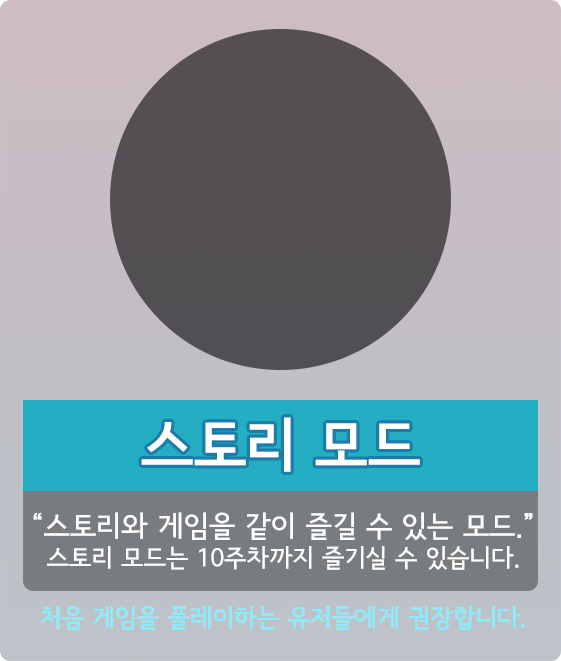 스토리 모드
“스토리와 게임을 같이 즐길 수 있는 모드.”
스토리 모드는 10주차까지 즐기실 수 있습니다.
처음 게임을 플레이하는 유저들에게 권장합니다.